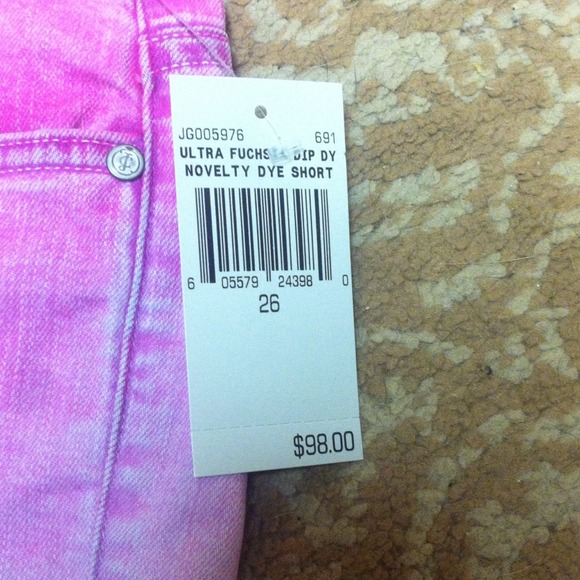 JG005976 691
ULTRA DIP DY
NOVELTY DYE SHORT
6 05579 24398 0
26
$98.00